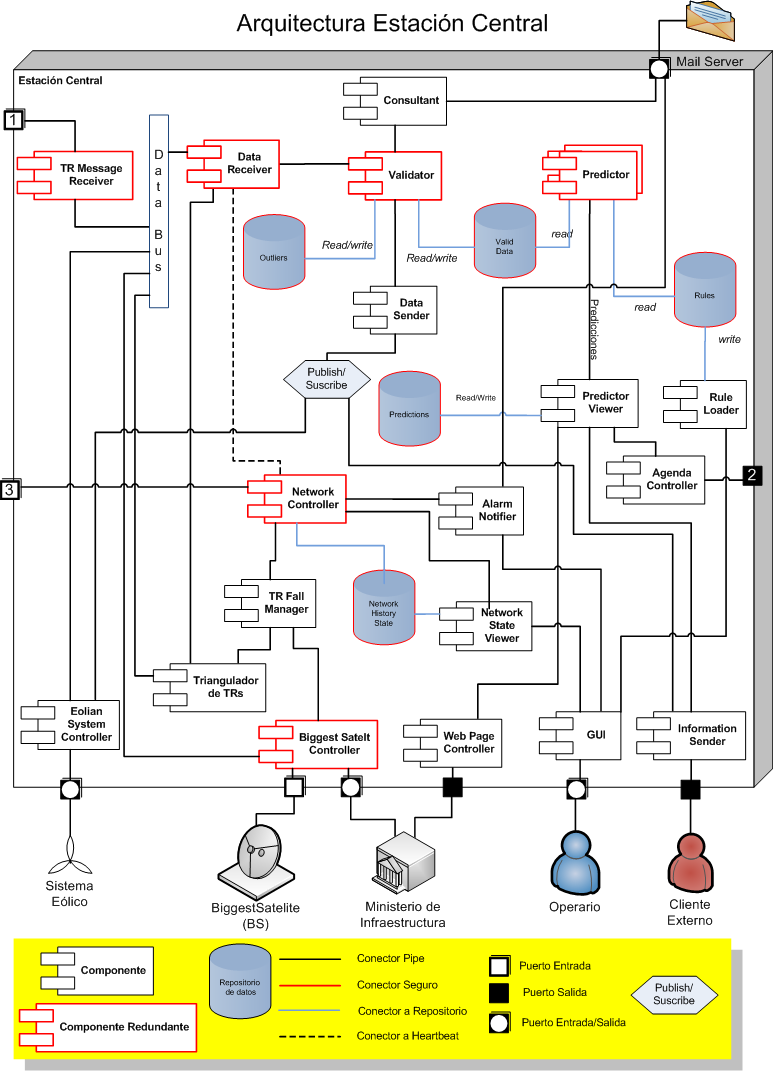 Arquitectura Estación Central
Mail Server
Estación Central
Consultant
1
TR Message
Receiver
Data Bus
Data
Receiver
Validator
Predictor
Outliers
Read/write
Read/write
Valid
Data
read
Rules
read
write
Data
Sender
Predicciones
Publish/
Suscribe
Predictions
Read/Write
Predictor
Viewer
Rule
Loader
Agenda
Controller
2
3
Network
Controller
Alarm
Notifier
TR Fall
Manager
Network
History
State
Network
State
Viewer
Triangulador
de TRs
Eolian
System
Controller
Biggest Satelt
Controller
Web Page
Controller
GUI
Information
Sender
Sistema
Eólico
BiggestSatelite
(BS)
Ministerio de
Infraestructura
Operario
Cliente
Externo
Componente
Componente Redundante
Repositorio
de datos
Conector Pipe
Conector Seguro
Conector a Repositorio
Conector a Heartbeat
Puerto Entrada
Puerto Salida
Puerto Entrada/Salida
Publish/
Suscribe